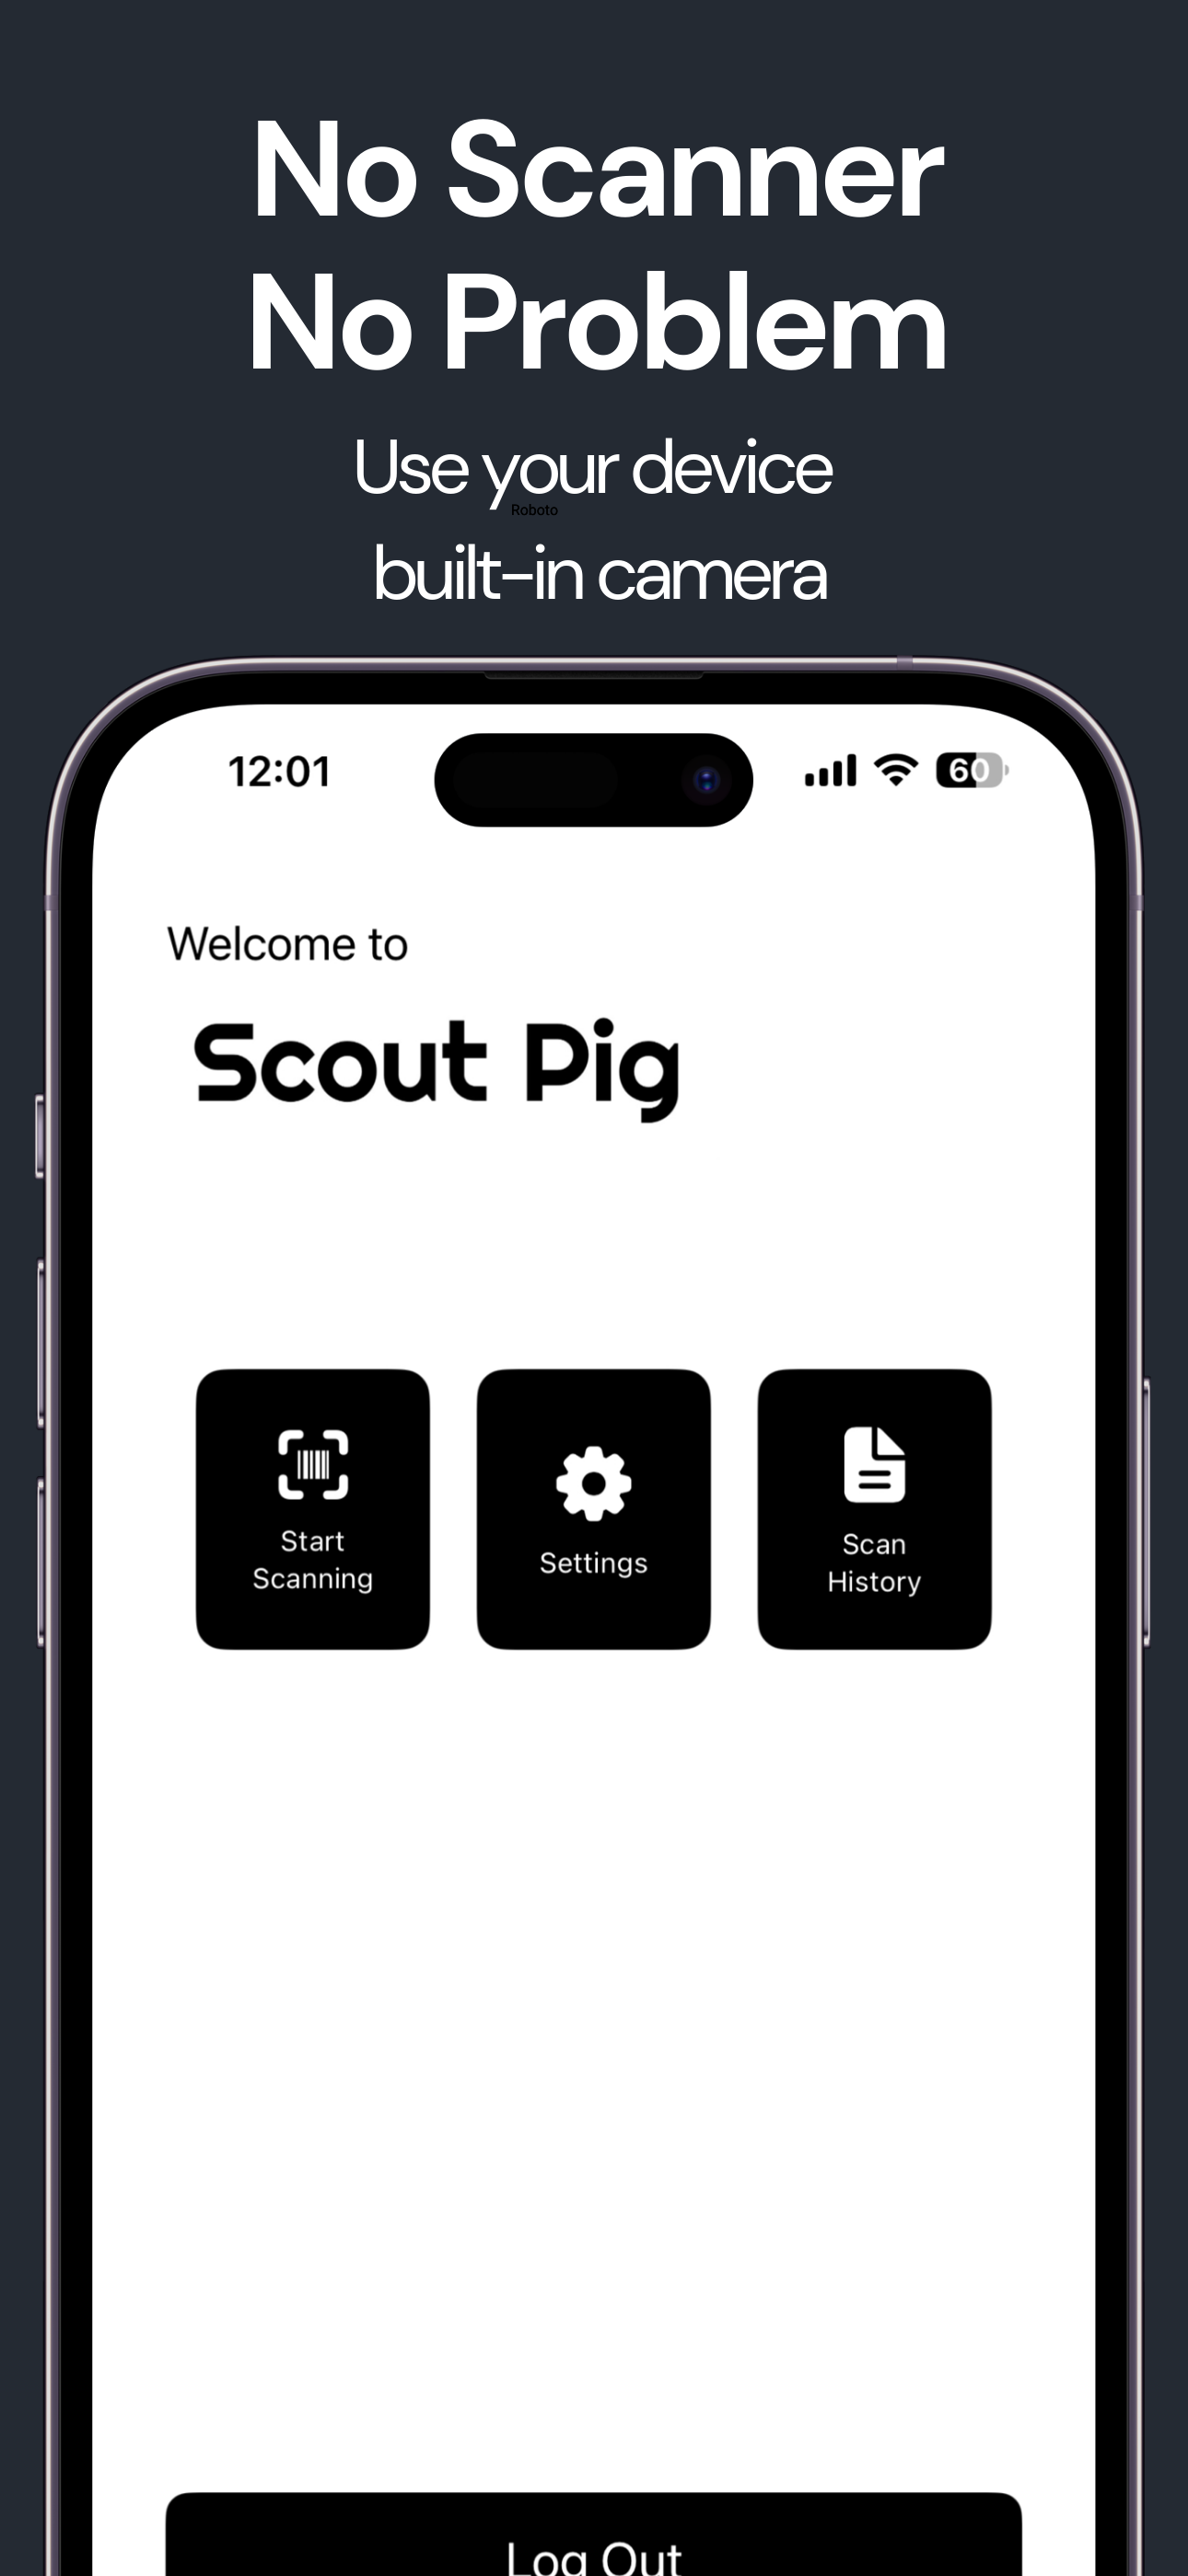 No Scanner
No Problem
Use your device
Roboto
built-in camera
12:01
60
Welcome to
Scout Pig
Start
Scanning
Settings
Scan
History
Log Out